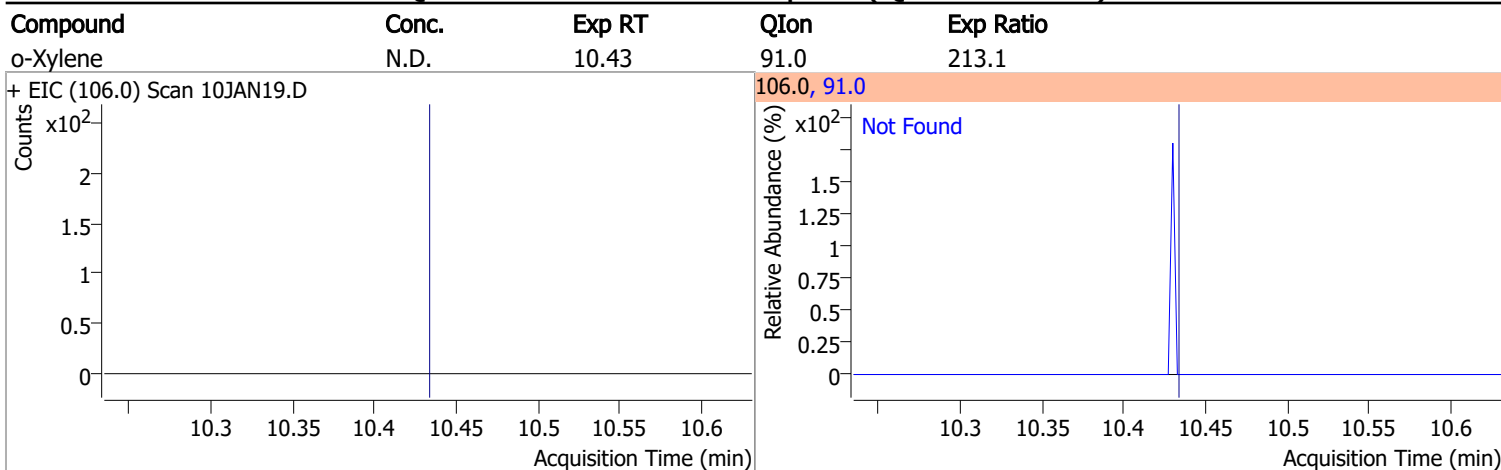 Compound Conc. Exp RT QIon Exp Ratio
o-Xylene N.D. 10.43 91.0 213.1
+ EIC (106.0) Scan 10JAN19.D
Counts
x10²
2
1.5
1
0.5
0
10.3 10.35 10.4 10.45 10.5 10.55 10.6
Acquisition Time (min)
106.0, 91.0
Relative Abundance (%)
x10²
Not Found
1.5
1.25
1
0.75
0.5
0.25
0
10.3 10.35 10.4 10.45 10.5 10.55 10.6
Acquisition Time (min)